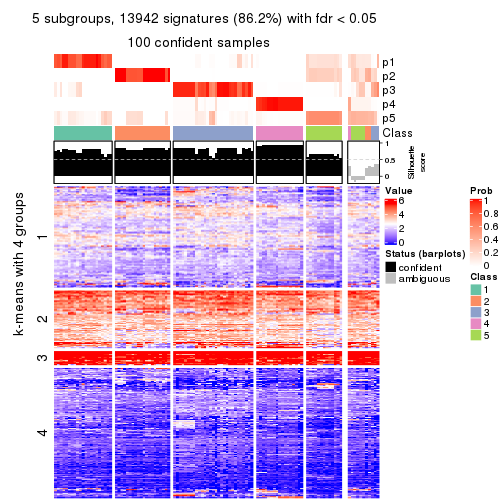 5 subgroups, 13942 signatures (86.2%) with fdr < 0.05
100 confident samples
p1
p2
p3
p4
p5
Class
1
0.5
0
Silhouette
score
k-means with 4 groups
1
2
3
4
Value
6
4
2
0
Status (barplots)
confident
ambiguous
Prob
1
0.8
0.6
0.4
0.2
0
Class
1
2
3
4
5